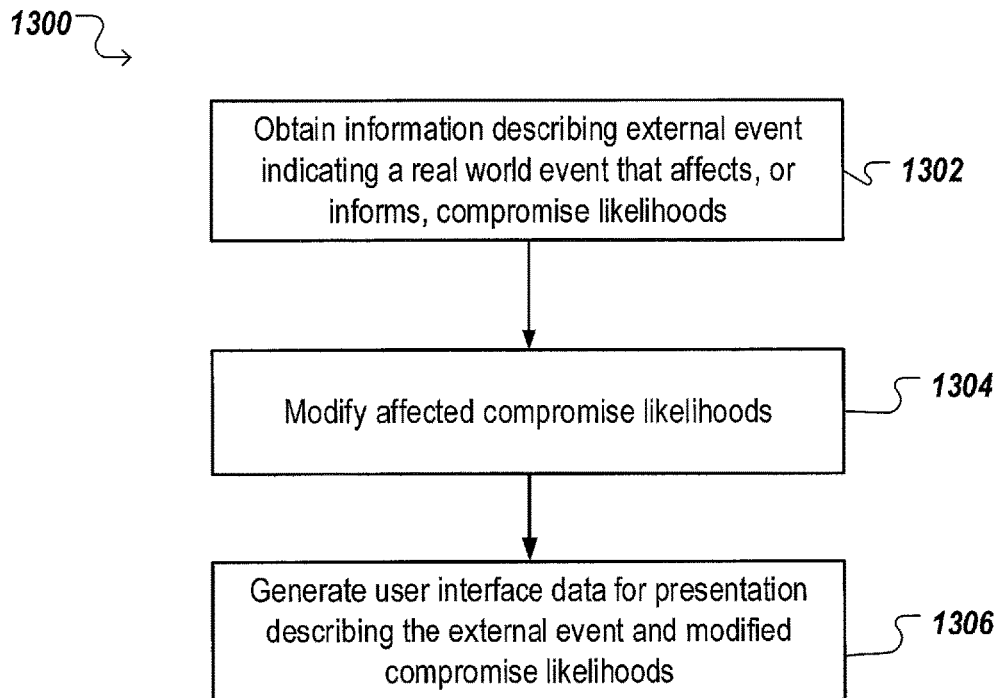 1300
Obtain information describing external event
indicating a real world event that affects, or
informs, compromise likelihoods
1302
Modify affected compromise likelihoods
1304
Generate user interface data for presentation
describing the external event and modified
compromise likelihoods
1306